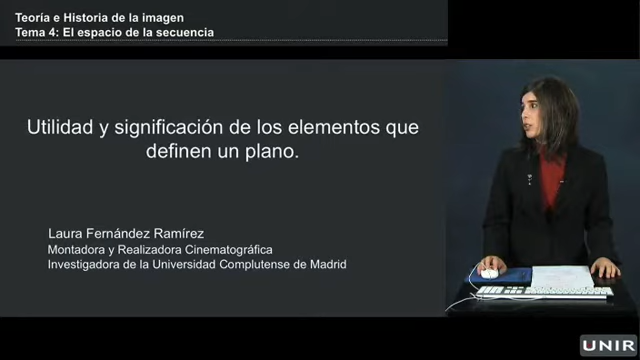 Teoría e Historia de la imagen
Tema 4: El espacio de la secuencia
Utilidad y significación de los elementos que
definen un plano.
Laura Fernández Ramírez
Montadora y Realizadora Cinematográfica
Investigadora de la Universidad Complutense de Madrid
UNIR